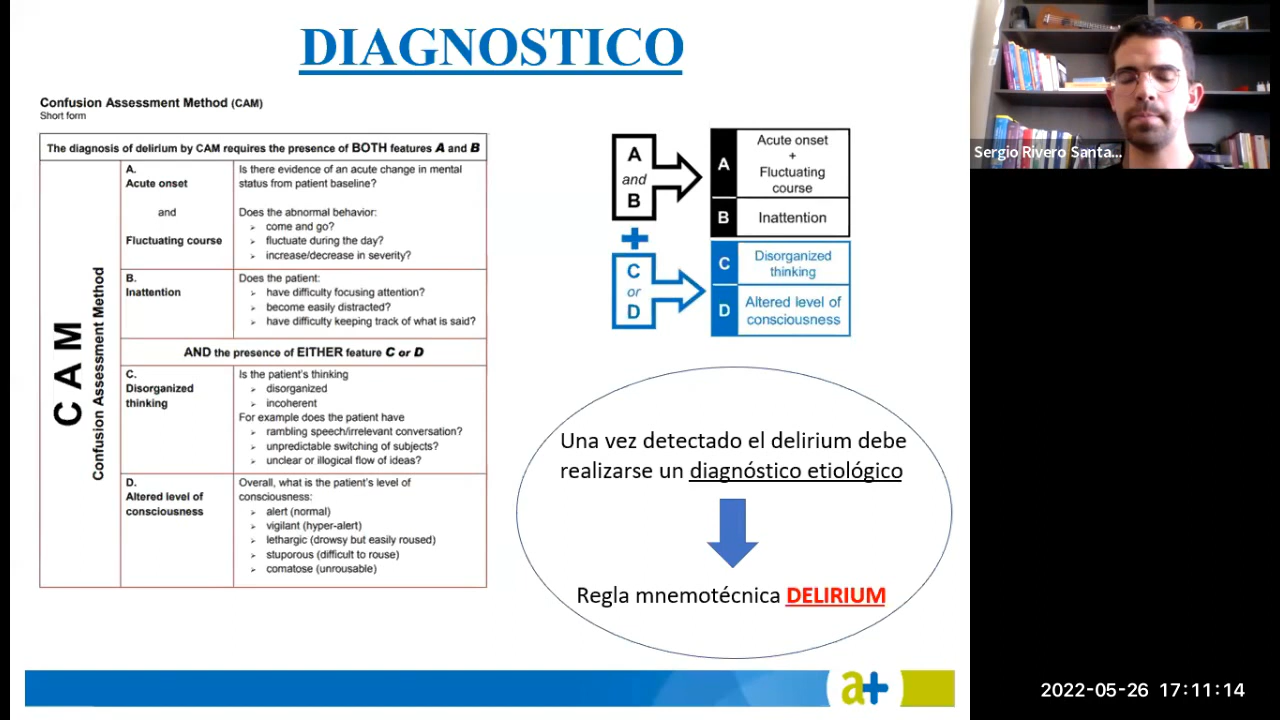 DIAGNOSTICO
Confusion Assessment Method (CAM)
Short form
The diagnosis of delirium by CAM requires the presence of BOTH features A and B
CAM
Confusion Assessment Method
A.
Acute onset
and
Fluctuating course
Is there evidence of an acute change in mental
status from patient baseline?
Does the abnormal behavior:
➢ come and go?
➢ fluctuate during the day?
➢ increase/decrease in severity?
B.
Inattention
Does the patient:
➢ have difficulty focusing attention?
➢ become easily distracted?
➢ have difficulty keeping track of what is said?
AND the presence of EITHER feature C or D
C.
Disorganized
thinking
Is the patient's thinking
➢ disorganized
➢ incoherent
For example does the patient have
➢ rambling speech/irrelevant conversation?
➢ unpredictable switching of subjects?
➢ unclear or illogical flow of ideas?
D.
Altered level of
consciousness
Overall, what is the patient's level of
consciousness:
➢ alert (normal)
➢ vigilant (hyper-alert)
➢ lethargic (drowsy but easily roused)
➢ stuporous (difficult to rouse)
➢ comatose (unrousable)
A
and
B
+
C
or
D
A
Acute onset
+
Fluctuating
course
B
Inattention
C
Disorganized
thinking
D
Altered level of
consciousness
Una vez detectado el delirium debe
realizarse un diagnóstico etiológico
Regla mnemotécnica DELIRIUM
a+
Sergio Rivero Santa...
2022-05-26 17:11:14